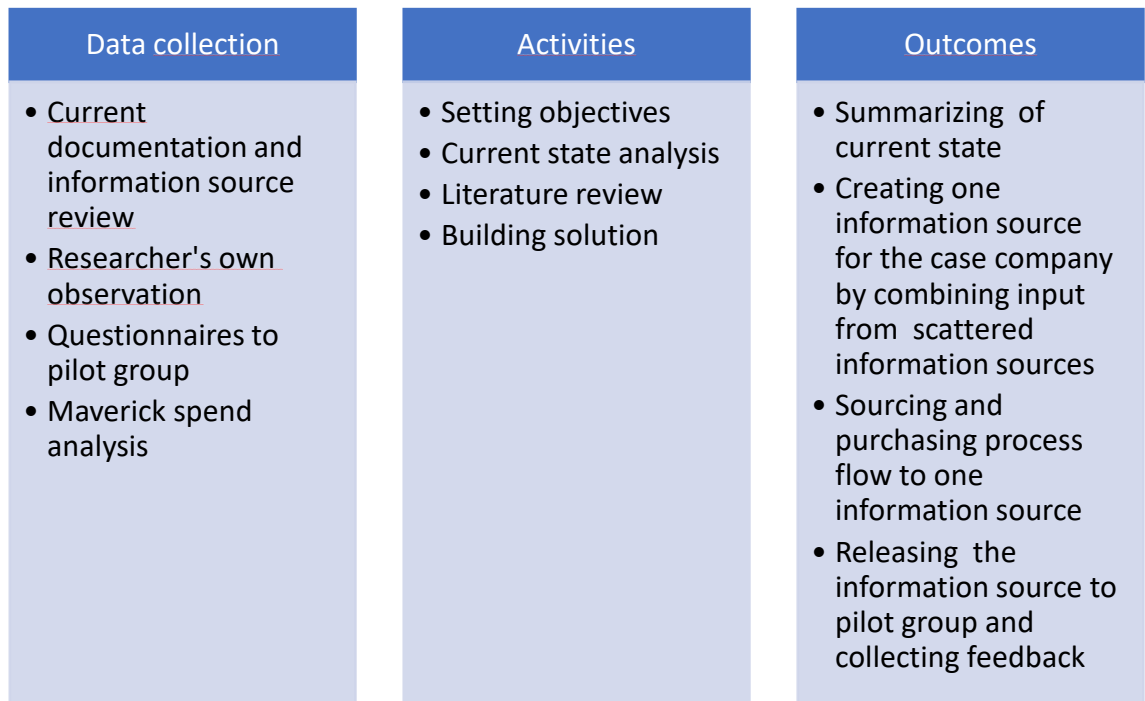 Data collection
• Current
documentation and
information source
review
• Researcher's own
observation
• Questionnaires to
pilot group
• Maverick spend
analysis
Activities
• Setting objectives
• Current state analysis
• Literature review
• Building solution
Outcomes
• Summarizing of
current state
• Creating one
information source
for the case company
by combining input
from scattered
information sources
• Sourcing and
purchasing process
flow to one
information source
• Releasing the
information source to
pilot group and
collecting feedback